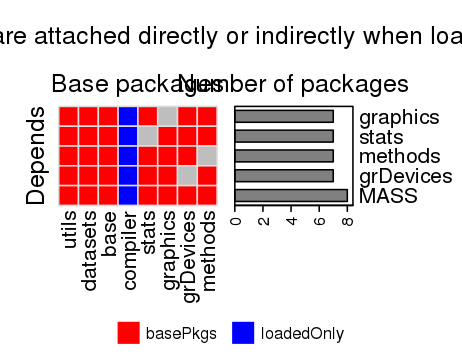 are attached directly or indirectly when loa
Base packages
Number of packages
Depends
graphics
stats
methods
grDevices
MASS
utils
datasets
base
compiler
stats
graphics
grDevices
methods
0 2 4 6 8
basePkgs loadedOnly